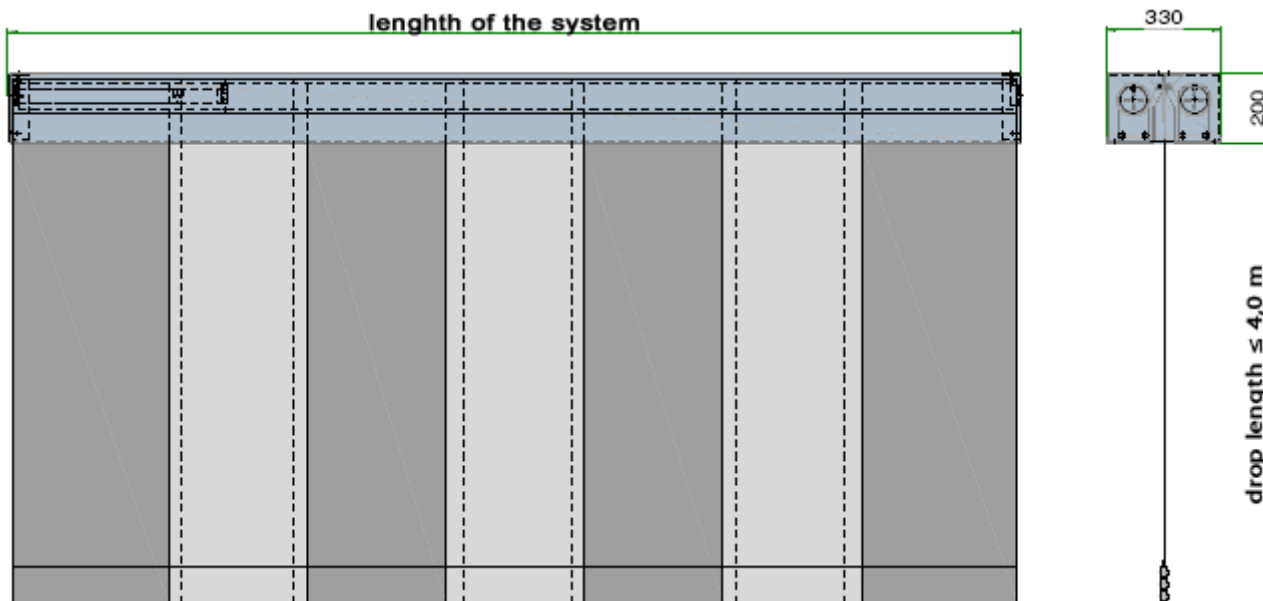 lenghth of the system
330
200
drop length ≤ 4,0 m